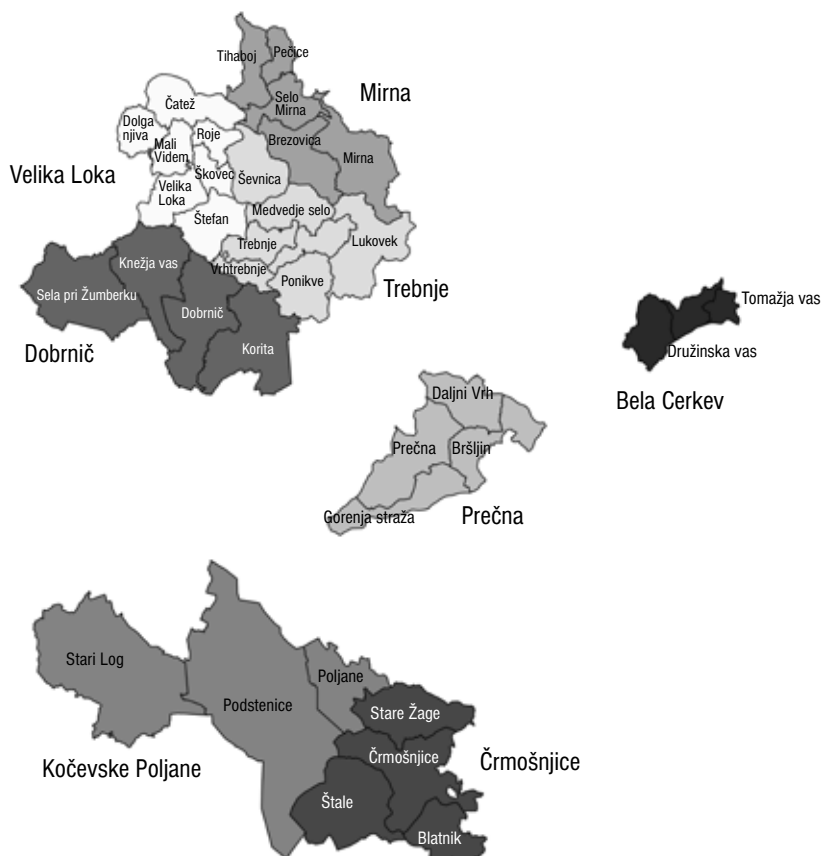 Tihaboj
Pečice
Mirna
Čatež
Selo
Mirna
Dolga
njiva
Mali
Videm
Roje
Brezovica
Mirna
Velika Loka
Škovec
Ševnica
Velika
Loka
Štefan
Medvedje selo
Trebnje
Lukovek
Knežja vas
Vrhtrebnje
Ponikve
Trebnje
Sela pri Žumberku
Dobrnič
Korita
Dobrnič
Tomažja vas
Družinska vas
Bela Cerkev
Daljni Vrh
Prečna
Bršljin
Gorenja straža
Prečna
Stari Log
Podstenice
Poljane
Stare Žage
Kočevske Poljane
Črmošnjice
Črmošnjice
Štale
Blatnik